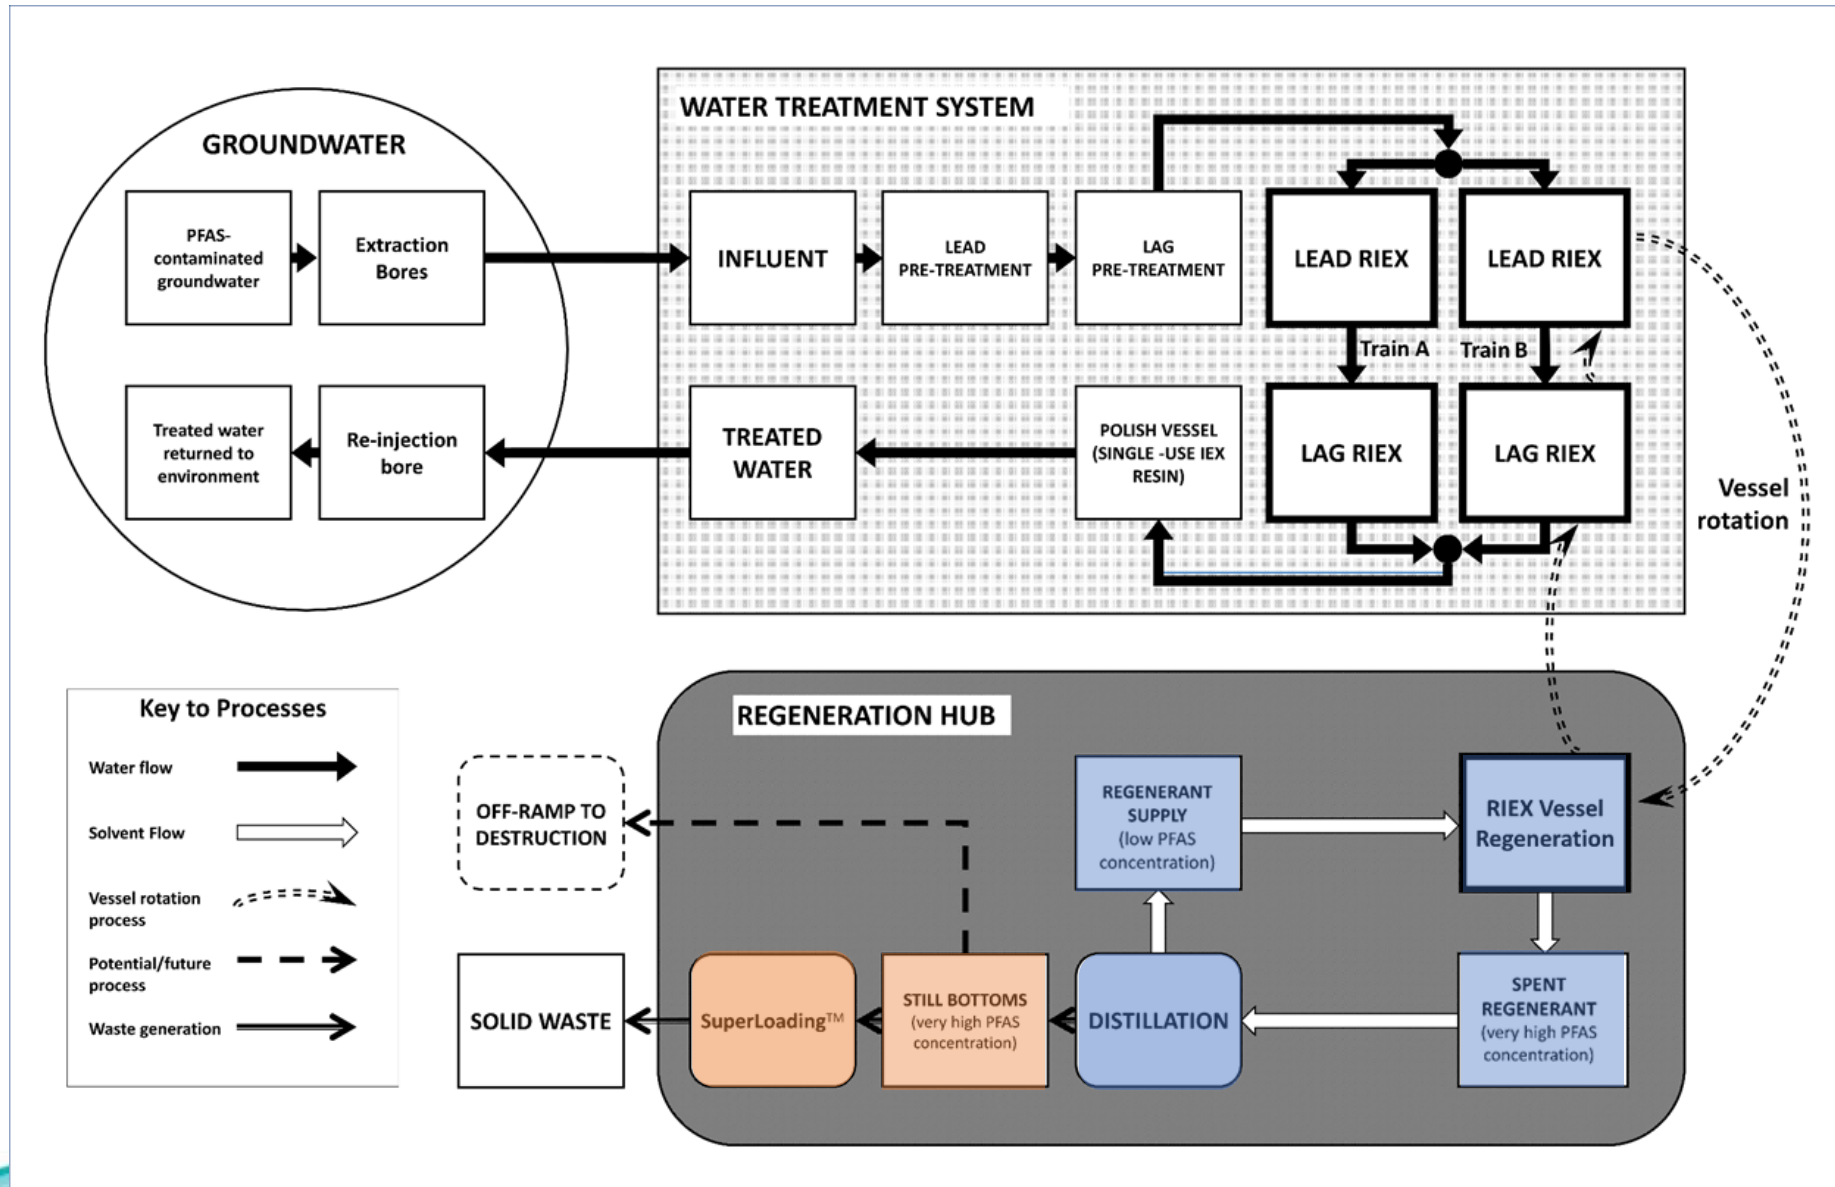 WATER TREATMENT SYSTEM
GROUNDWATER
PFAS-
contaminated
groundwater
Extraction
Bores
INFLUENT
LEAD
PRE-TREATMENT
LAG
PRE-TREATMENT
LEAD RIEX
LEAD RIEX
Train A
Train B
Treated water
returned to
environment
Re-injection
bore
TREATED
WATER
POLISH VESSEL
(SINGLE -USE IEX
RESIN)
LAG RIEX
LAG RIEX
Vessel
rotation
Key to Processes
Water flow
Solvent Flow
Vessel rotation
process
Potential/future
process
Waste generation
REGENERATION HUB
OFF-RAMP TO
DESTRUCTION
REGENERANT
SUPPLY
(low PFAS
concentration)
RIEX Vessel
Regeneration
SOLID WASTE
SuperLoading™
STILL BOTTOMS
(very high PFAS
concentration)
DISTILLATION
SPENT
REGENERANT
(very high PFAS
concentration)